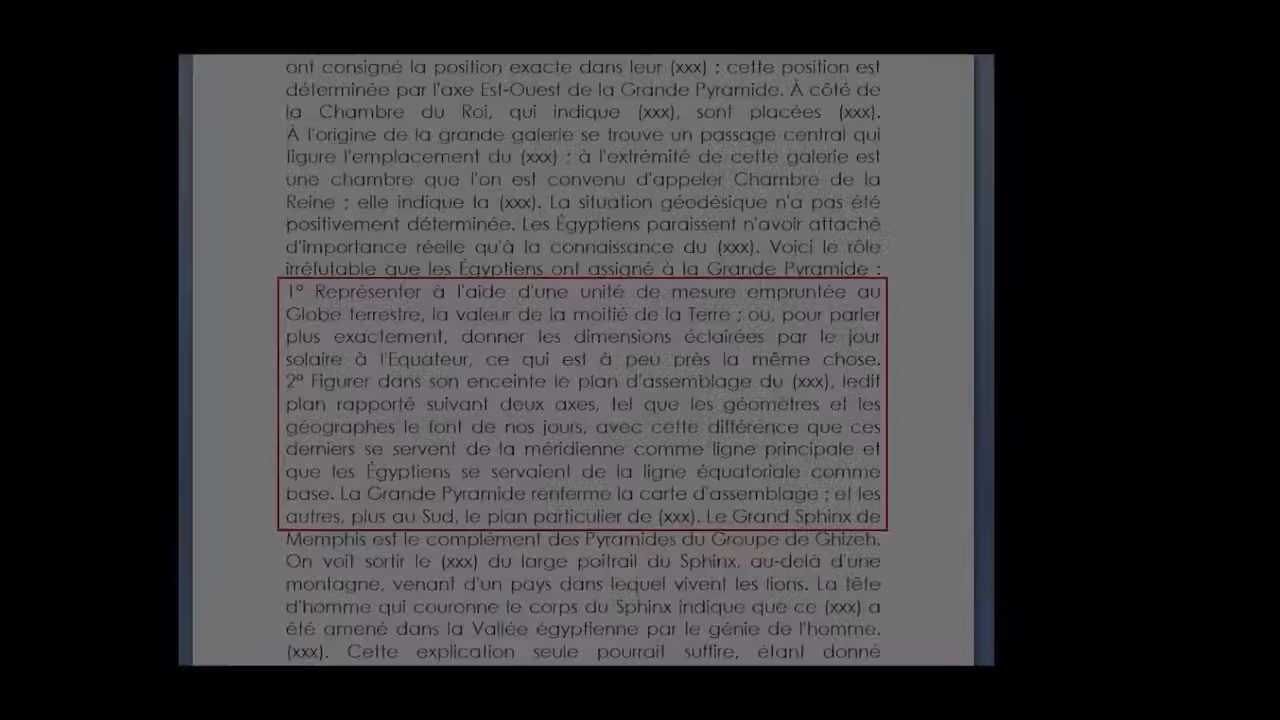 ont consigné la position exacte dans leur (xxx) : cette position est
déterminée par l'axe Est-Ouest de la Grande Pyramide. À côté de
la Chambre du Roi, qui indique (xxx), sont placées (xxx).
À l'origine de la grande galerie se trouve un passage central qui
figure l'emplacement du (xxx) ; à l'extrémité de cette galerie est
une chambre que l'on est convenu d'appeler Chambre de la
Reine ; elle indique la (xxx). La situation géodésique n'a pas été
positivement déterminée. Les Égyptiens paraissent n'avoir attaché
d'importance réelle qu'à la connaissance du (xxx). Voici le rôle
irréfutable que les Égyptiens ont assigné à la Grande Pyramide :
1° Représenter à l'aide d'une unité de mesure empruntée au
Globe terrestre, la valeur de la moitié de la Terre ; ou, pour parler
plus exactement, donner les dimensions éclairées par le jour
solaire à l'Equateur, ce qui est à peu près la même chose.
2° Figurer dans son enceinte le plan d'assemblage du (xxx), ledit
plan rapporté suivant deux axes, tel que les géomètres et les
géographes le font de nos jours, avec cette différence que ces
derniers se servent de la méridienne comme ligne principale et
que les Égyptiens se servaient de la ligne équatoriale comme
base. La Grande Pyramide renferme la carte d'assemblage ; et les
autres, plus au Sud, le plan particulier de (xxx). Le Grand Sphinx de
Memphis est le complément des Pyramides du Groupe de Ghizeh.
On voit sortir le (xxx) du large poitrail du Sphinx, au-delà d'une
montagne, venant d'un pays dans lequel vivent les lions. La tête
d'homme qui couronne le corps du Sphinx indique que ce (xxx) a
été amené dans la Vallée égyptienne par le génie de l'homme.
(xxx). Cette explication seule pourrait suffire, étant donné